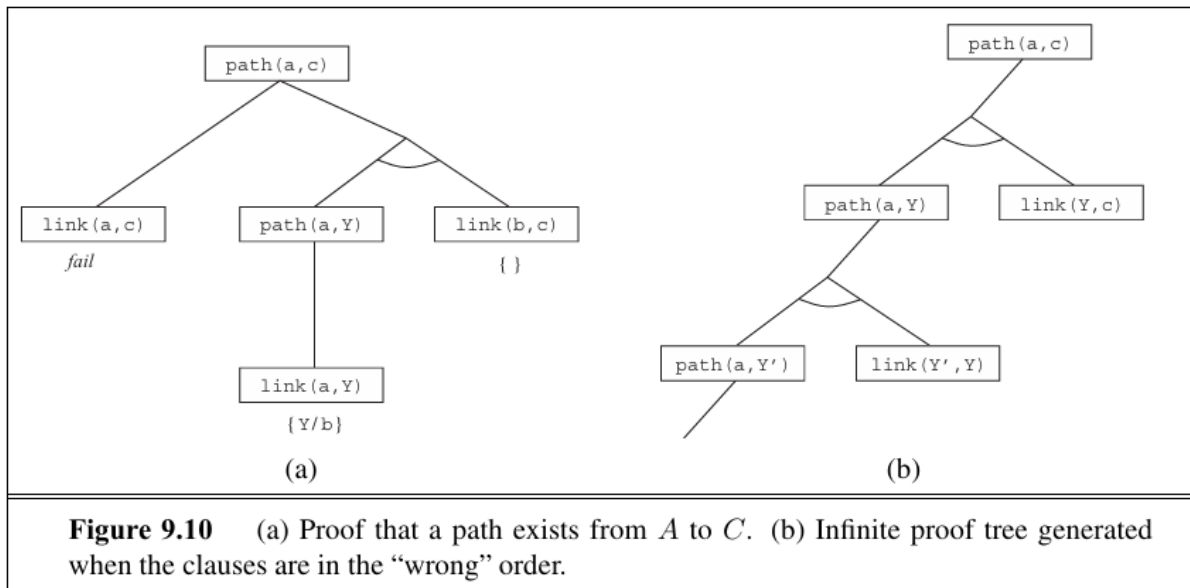 path(a,c)
link(a,c)
fail
path(a,Y)
link(b,c)
{ }
link(a,Y)
{Y/b}
(a)
path(a,c)
path(a,Y)
link(Y,c)
path(a,Y’)
link(Y’,Y)
(b)
Figure 9.10 (a) Proof that a path exists from A to C. (b) Infinite proof tree generated
when the clauses are in the “wrong” order.